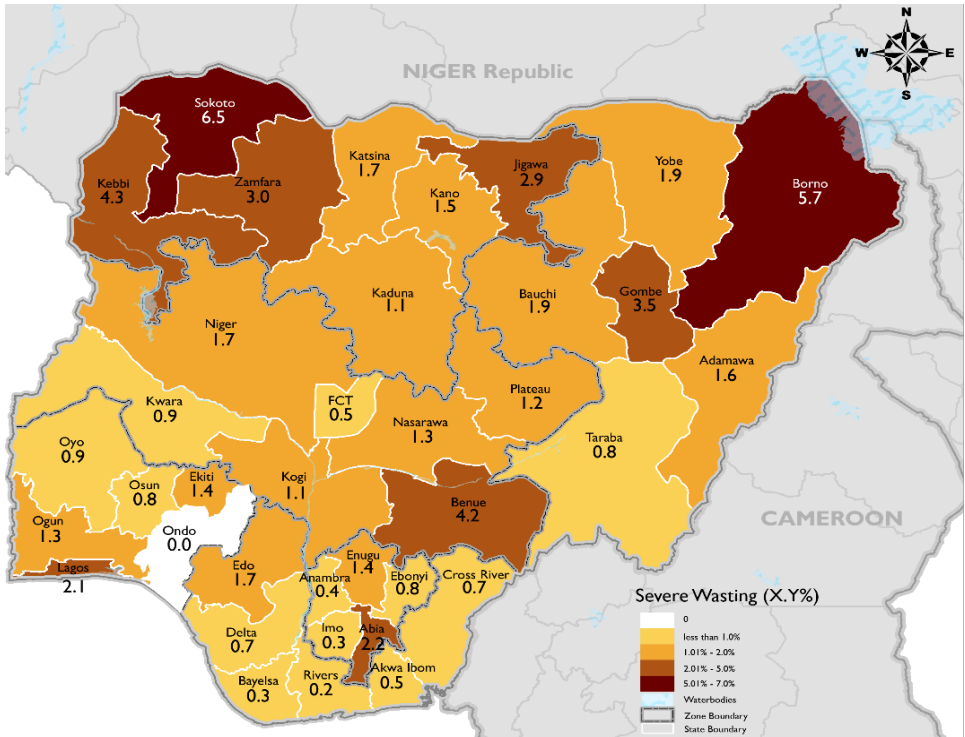 N
W
E
S
NIGER Republic
Sokoto
6.5
Kebbi
4.3
Zamfara
3.0
Katsina
1.7
Kano
1.5
Jigawa
2.9
Yobe
1.9
Borno
5.7
Kaduna
1.1
Bauchi
1.9
Gombe
3.5
Niger
1.7
Adamawa
1.6
Plateau
1.2
FCT
0.5
Nasarawa
1.3
Taraba
0.8
Kwara
0.9
Oyo
0.9
Osun
0.8
Ekiti
1.4
Kogi
1.1
Benue
4.2
CAMEROON
Ogun
1.3
Ondo
0.0
Lagos
2.1
Edo
1.7
Enugu
1.4
Anambra
0.4
Ebonyi
0.8
Cross River
0.7
Delta
0.7
Imo
0.3
Abia
2.2
Akwa Ibom
0.5
Rivers
0.2
Bayelsa
0.3
Severe Wasting (X.Y%)
0
less than 1.0%
1.01% - 2.0%
2.01% - 5.0%
5.01% - 7.0%
Waterbodies
Zone Boundary
State Boundary